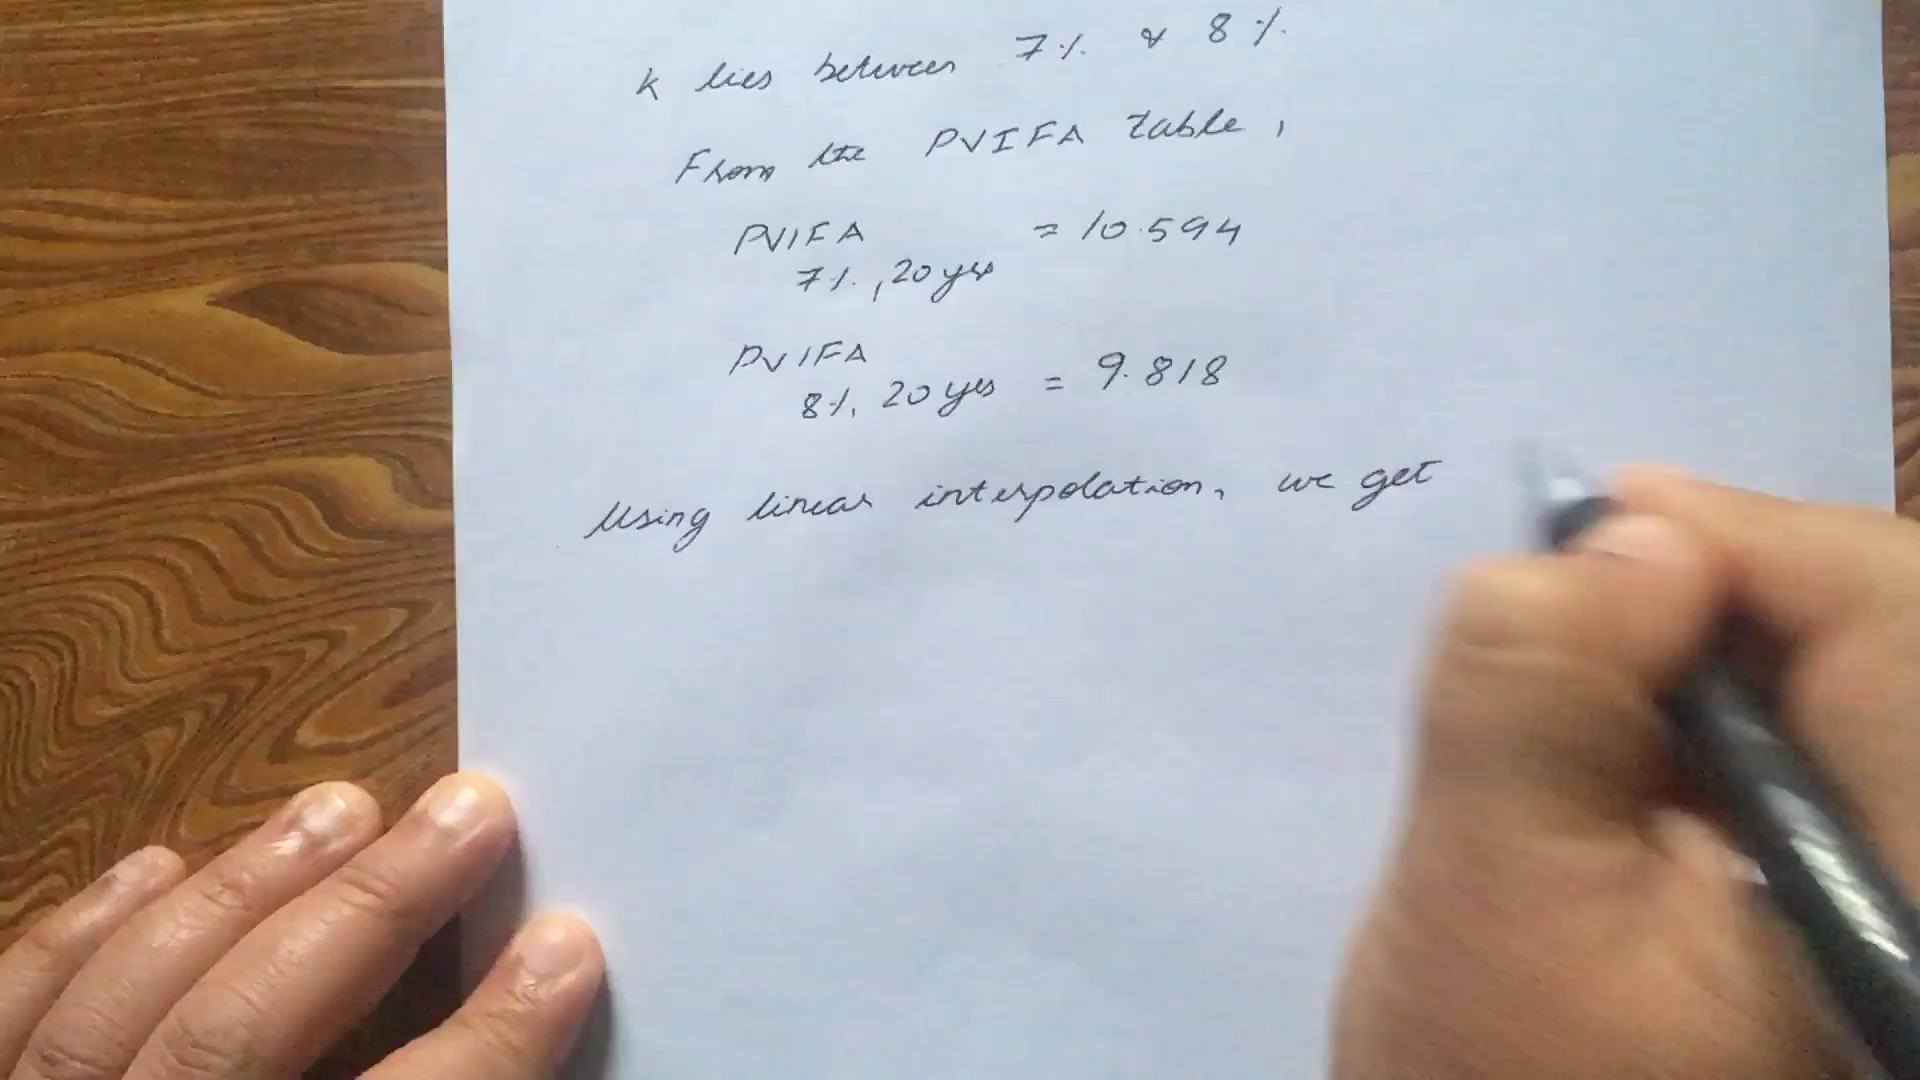 k lies between 7% & 8%.
From the PVIFA table,
PVIFA = 10.594
7%, 20 yrs
PVIFA
8%, 20 yrs = 9.818
Using linear interpolation, we get